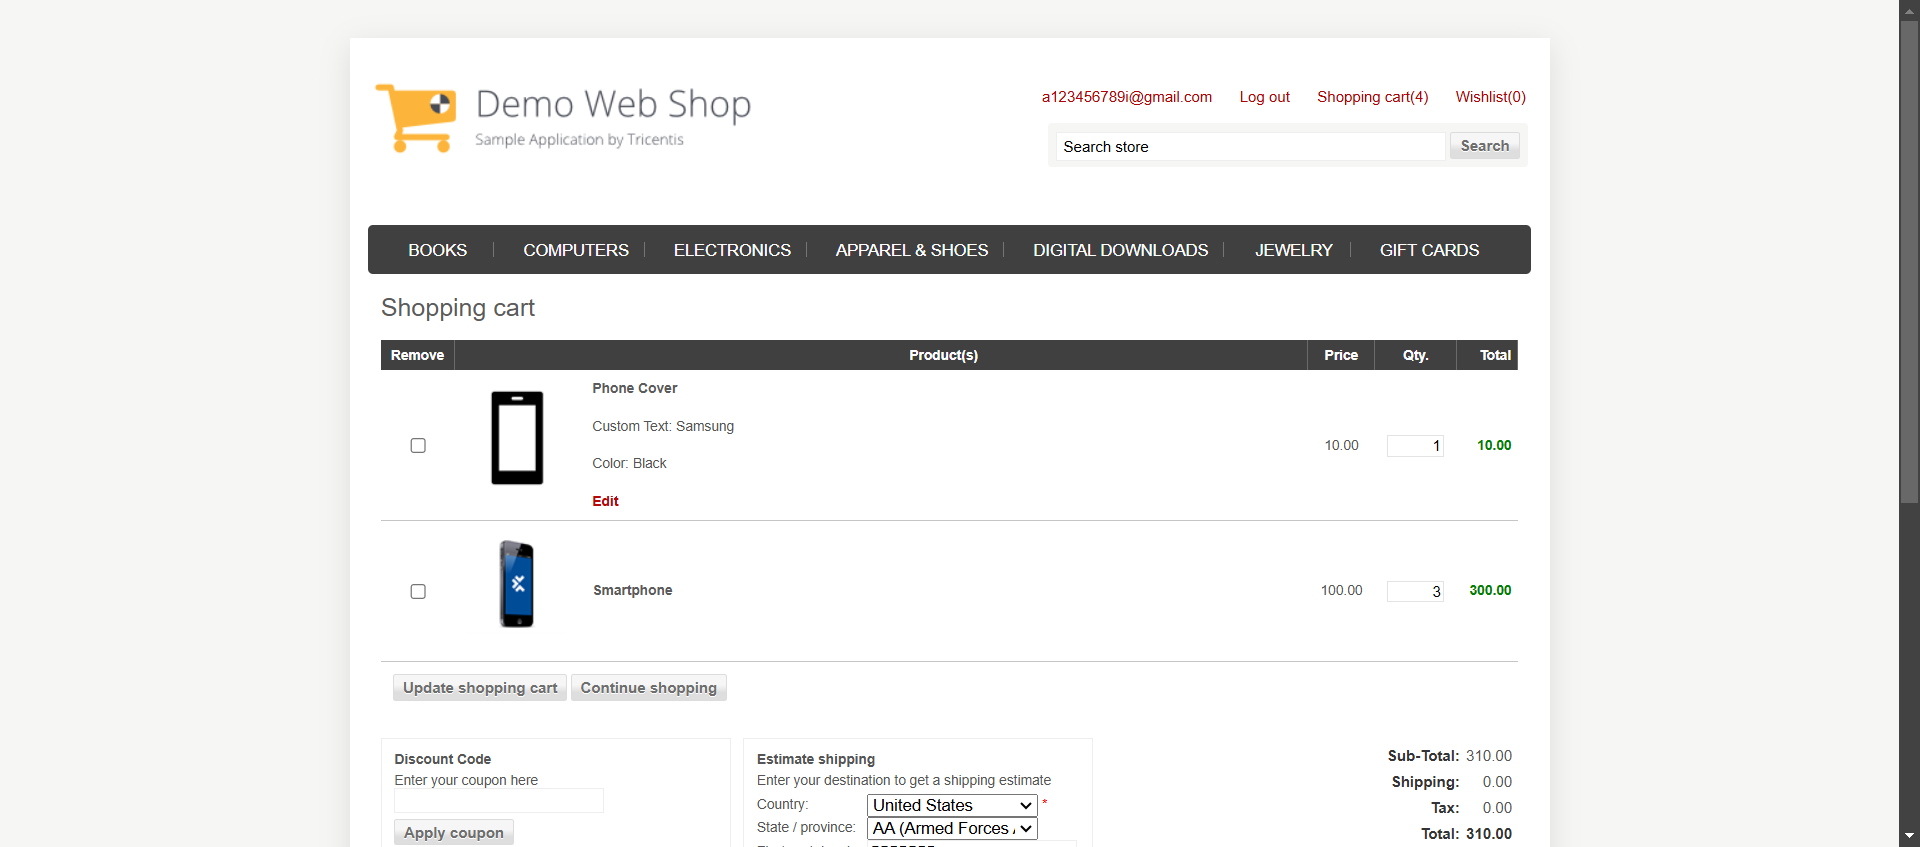 Demo Web Shop
Sample Application by Tricentis
a123456789i@gmail.com Log out Shopping cart(4) Wishlist(0)
Search store Search
BOOKS COMPUTERS ELECTRONICS APPAREL & SHOES DIGITAL DOWNLOADS JEWELRY GIFT CARDS
Shopping cart
Remove Product(s) Price Qty. Total
Phone Cover
Custom Text: Samsung
Color: Black
Edit
10.00 1 10.00
Smartphone 100.00 3 300.00
Update shopping cart Continue shopping
Discount Code
Enter your coupon here
Apply coupon
Estimate shipping
Enter your destination to get a shipping estimate
Country: United States *
State / province: AA (Armed Forces
Sub-Total: 310.00
Shipping: 0.00
Tax: 0.00
Total: 310.00